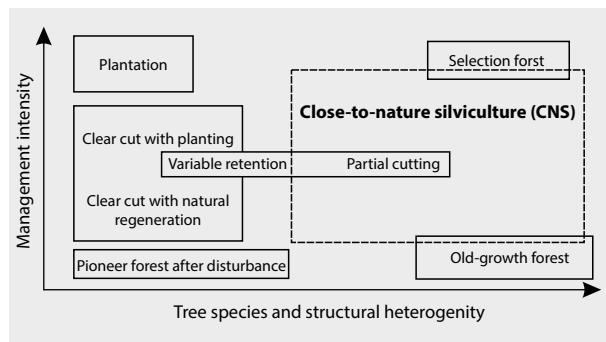 Management intensity
Plantation
Selection forst
Close-to-nature silviculture (CNS)
Clear cut with planting
Variable retention
Partial cutting
Clear cut with natural
regeneration
Pioneer forest after disturbance
Old-growth forest
Tree species and structural heterogenity